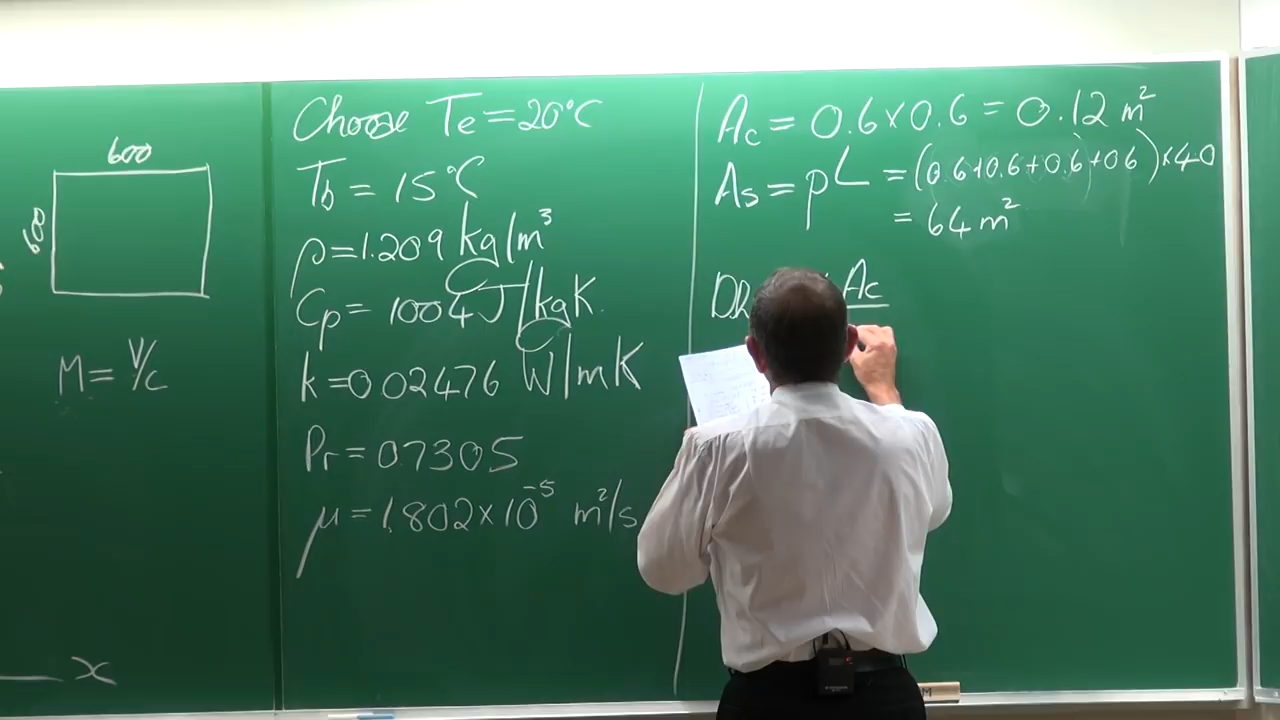 600
600
M = V/c
x
Choose Te = 20°C
Tb = 15°C
ρ = 1.209 kg/m³
Cp = 1004 J/kgK
k = 0.02476 W/mK
Pr = 0.7305
μ = 1.802×10⁻⁵ m²/s
Ac = 0.6×0.6 = 0.12 m²
As = pL = (0.6+0.6+0.6+0.6)×40
= 64 m²
Ac